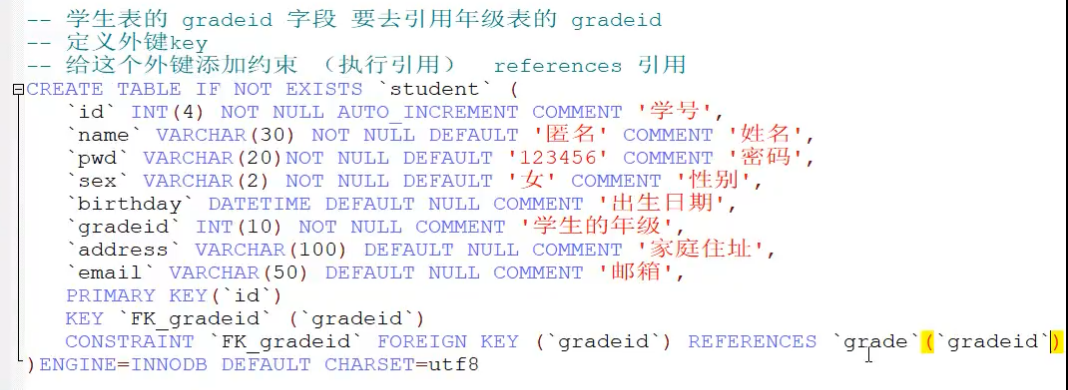 -- 学生表的 gradeid 字段 要去引用年级表的 gradeid
-- 定义外键key
-- 给这个外键添加约束 （执行引用） references 引用
CREATE TABLE IF NOT EXISTS `student` (
`id` INT(4) NOT NULL AUTO_INCREMENT COMMENT '学号',
`name` VARCHAR(30) NOT NULL DEFAULT '匿名' COMMENT '姓名',
`pwd` VARCHAR(20)NOT NULL DEFAULT '123456' COMMENT '密码',
`sex` VARCHAR(2) NOT NULL DEFAULT '女' COMMENT '性别',
`birthday` DATETIME DEFAULT NULL COMMENT '出生日期',
`gradeid` INT(10) NOT NULL COMMENT '学生的年级',
`address` VARCHAR(100) DEFAULT NULL COMMENT '家庭住址',
`email` VARCHAR(50) DEFAULT NULL COMMENT '邮箱',
PRIMARY KEY(`id`)
KEY `FK_gradeid` (`gradeid`)
CONSTRAINT `FK_gradeid` FOREIGN KEY (`gradeid`) REFERENCES `grade`(`gradeid`)
)ENGINE=INNODB DEFAULT CHARSET=utf8